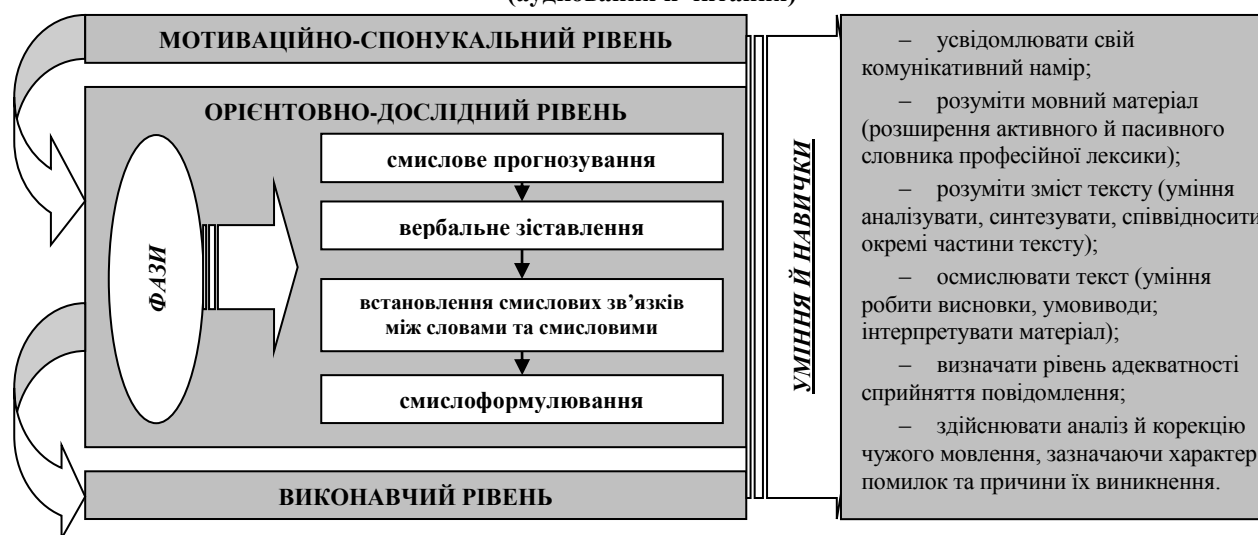 (аудіювання й читання)
МОТИВАЦІЙНО-СПОНУКАЛЬНИЙ РІВЕНЬ
ОРІЄНТОВНО-ДОСЛІДНИЙ РІВЕНЬ
ФАЗИ
смислове прогнозування
вербальне зіставлення
встановлення смислових зв’язків
між словами та смисловими
смислоформулювання
ВИКОНАВЧИЙ РІВЕНЬ
УМІННЯ Й НАВИЧКИ
– усвідомлювати свій
комунікативний намір;
– розуміти мовний матеріал
(розширення активного й пасивного
словника професійної лексики);
– розуміти зміст тексту (уміння
аналізувати, синтезувати, співвідносити
окремі частини тексту);
– осмислювати текст (уміння
робити висновки, умовиводи;
інтерпретувати матеріал);
– визначати рівень адекватності
сприйняття повідомлення;
– здійснювати аналіз й корекцію
чужого мовлення, зазначаючи характер
помилок та причини їх виникнення.